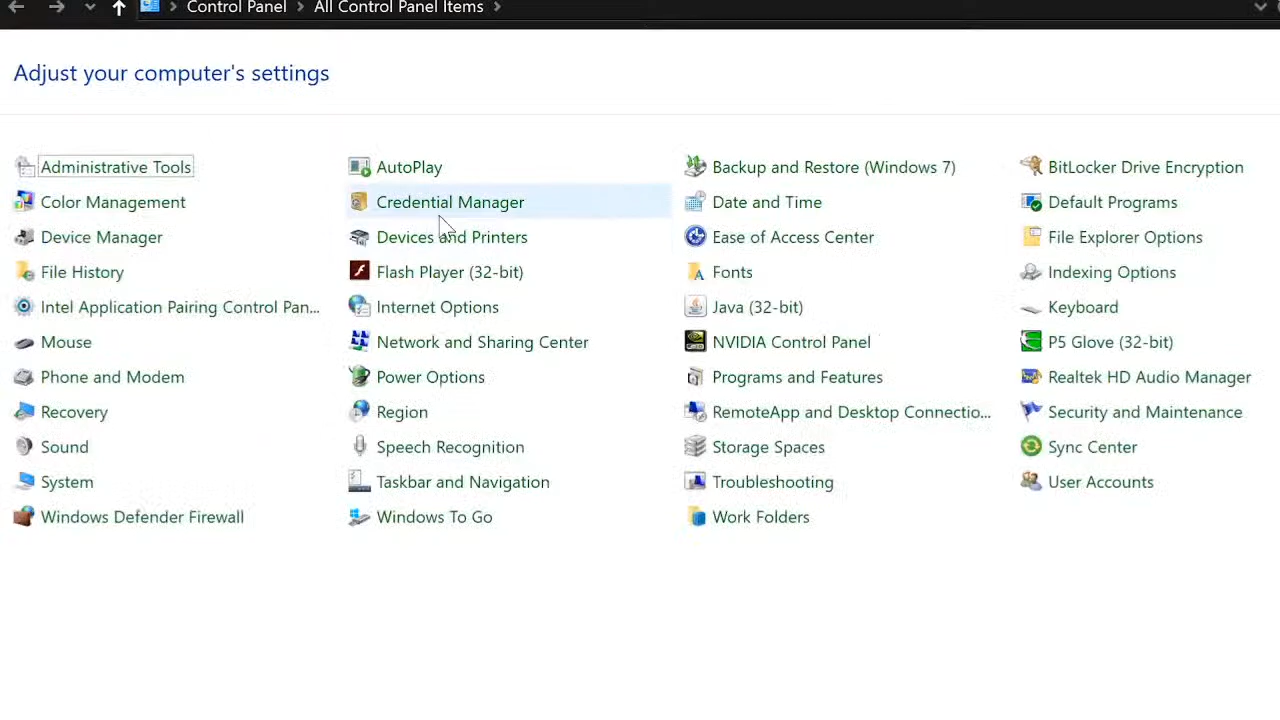 Control Panel > All Control Panel Items >
Adjust your computer's settings
Administrative Tools
AutoPlay
Backup and Restore (Windows 7)
BitLocker Drive Encryption
Color Management
Credential Manager
Date and Time
Default Programs
Device Manager
Devices and Printers
Ease of Access Center
File Explorer Options
File History
Flash Player (32-bit)
Fonts
Indexing Options
Intel Application Pairing Control Pan...
Internet Options
Java (32-bit)
Keyboard
Mouse
Network and Sharing Center
NVIDIA Control Panel
P5 Glove (32-bit)
Phone and Modem
Power Options
Programs and Features
Realtek HD Audio Manager
Recovery
Region
RemoteApp and Desktop Connectio...
Security and Maintenance
Sound
Speech Recognition
Storage Spaces
Sync Center
System
Taskbar and Navigation
Troubleshooting
User Accounts
Windows Defender Firewall
Windows To Go
Work Folders